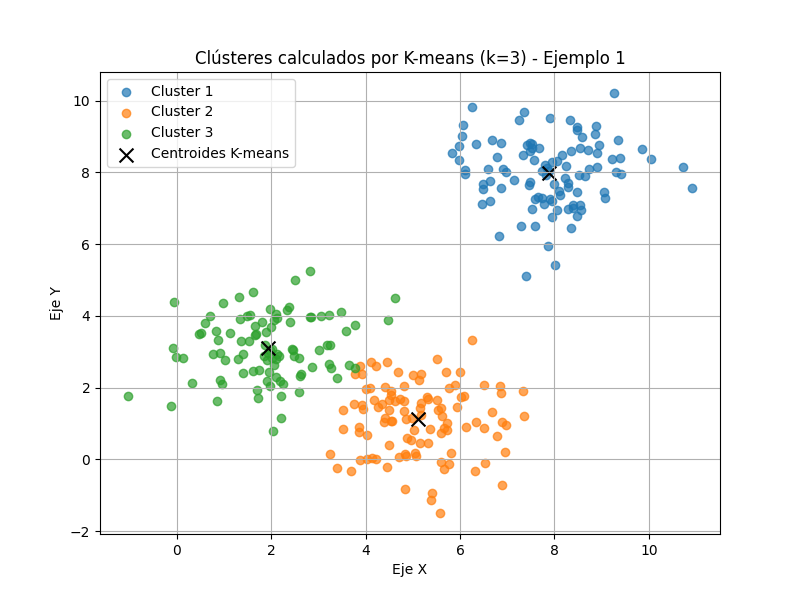 Clústeres calculados por K-means (k=3) - Ejemplo 1
Cluster 1
Cluster 2
Cluster 3
Centroides K-means
Eje Y
10
8
6
4
2
0
−2
0 2 4 6 8 10
Eje X